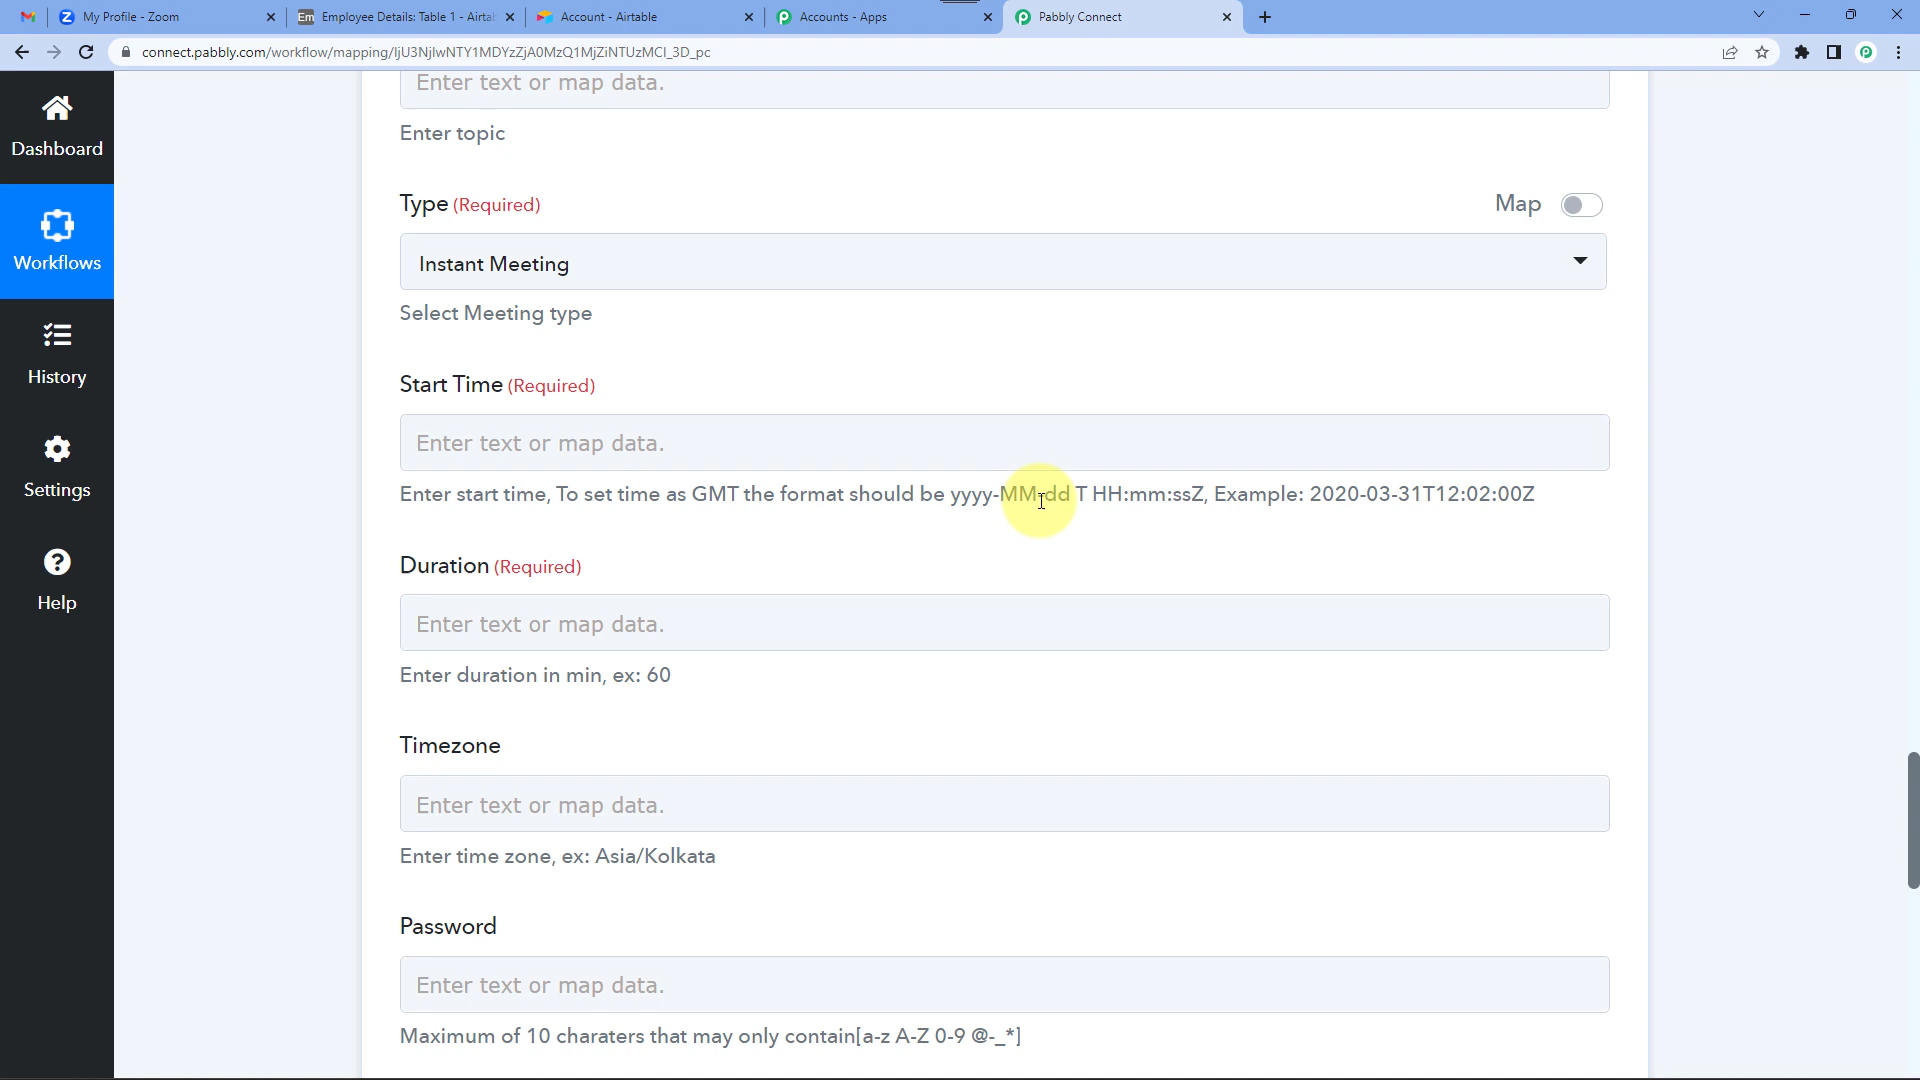 My Profile - Zoom
Em Employee Details: Table 1 - Airtab
Account - Airtable
Accounts - Apps
Pabbly Connect
connect.pabbly.com/workflow/mapping/IjU3NjIwNTY1MDYzZjA0MzQ1MjZiNTUzMCI_3D_pc
Enter text or map data.
Enter topic
Dashboard
Workflows
History
Settings
Help
Type (Required)
Map
Instant Meeting
Select Meeting type
Start Time (Required)
Enter text or map data.
Enter start time, To set time as GMT the format should be yyyy-MM-dd T HH:mm:ssZ, Example: 2020-03-31T12:02:00Z
Duration (Required)
Enter text or map data.
Enter duration in min, ex: 60
Timezone
Enter text or map data.
Enter time zone, ex: Asia/Kolkata
Password
Enter text or map data.
Maximum of 10 charaters that may only contain[a-z A-Z 0-9 @-_*]